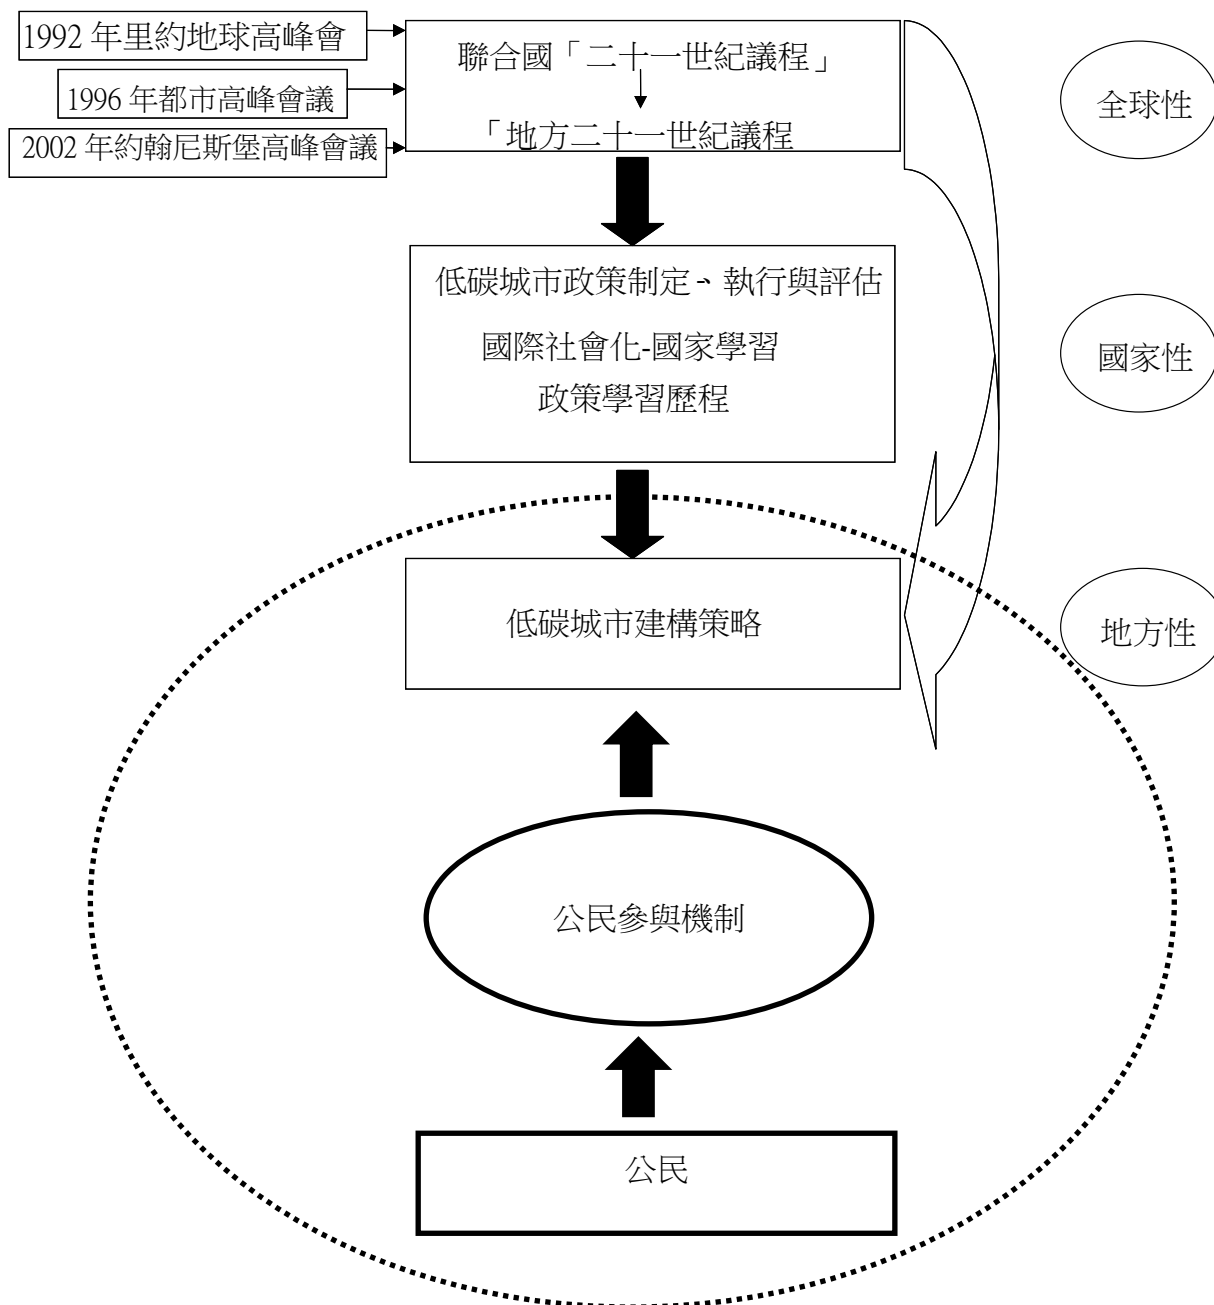 1992 年里約地球高峰會
1996 年都市高峰會議
2002 年約翰尼斯堡高峰會議
聯合國「二十一世紀議程」
「地方二十一世紀議程
全球性
低碳城市政策制定、執行與評估
國際社會化-國家學習
政策學習歷程
國家性
低碳城市建構策略
地方性
公民參與機制
公民